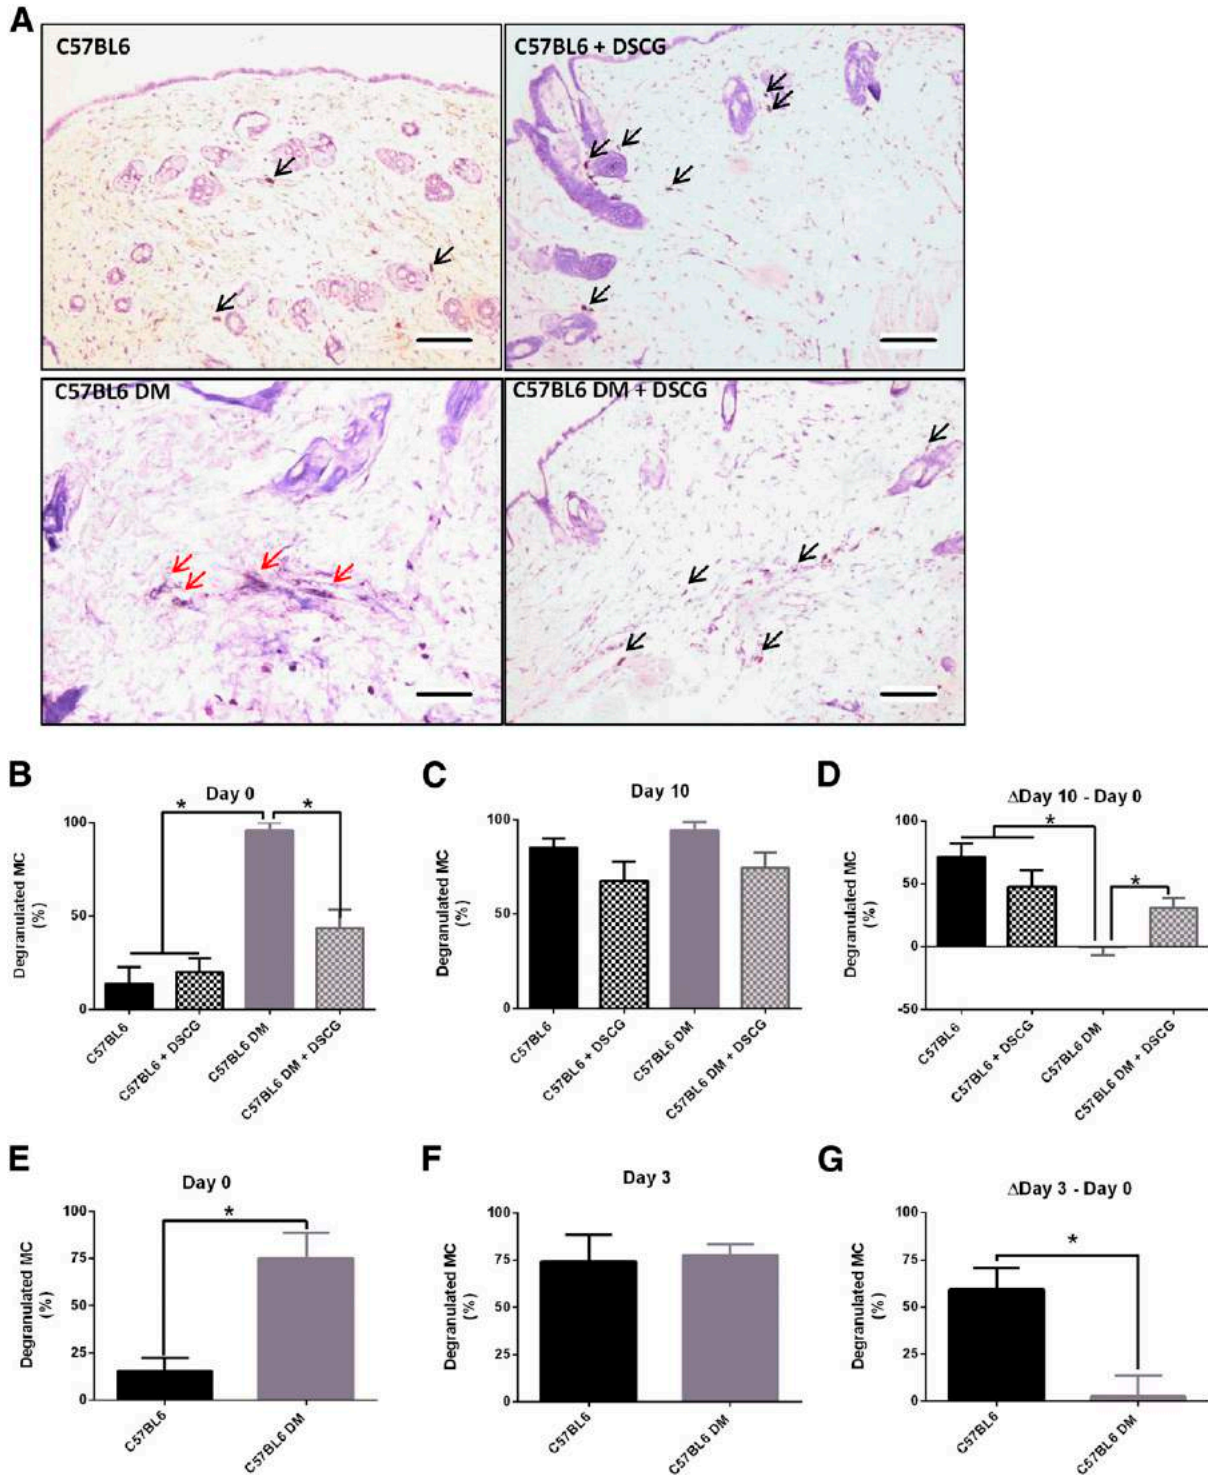 A
C57BL6
C57BL6 + DSCG
C57BL6 DM
C57BL6 DM + DSCG
B
Day 0
*
*
Degranulated MC
(%)
100
50
0
C57BL6
C57BL6 + DSCG
C57BL6 DM
C57BL6 DM + DSCG
C
Day 10
Degranulated MC
(%)
100
50
0
C57BL6
C57BL6 + DSCG
C57BL6 DM
C57BL6 DM + DSCG
D
ΔDay 10 - Day 0
*
*
Degranulated MC
(%)
100
50
0
-50
C57BL6
C57BL6 + DSCG
C57BL6 DM
C57BL6 DM + DSCG
E
Day 0
*
Degranulated MC
(%)
100
75
50
25
0
C57BL6
C57BL6 DM
F
Day 3
Degranulated MC
(%)
100
75
50
25
0
C57BL6
C57BL6 DM
G
ΔDay 3 - Day 0
*
Degranulated MC
(%)
100
75
50
25
0
C57BL6
C57BL6 DM